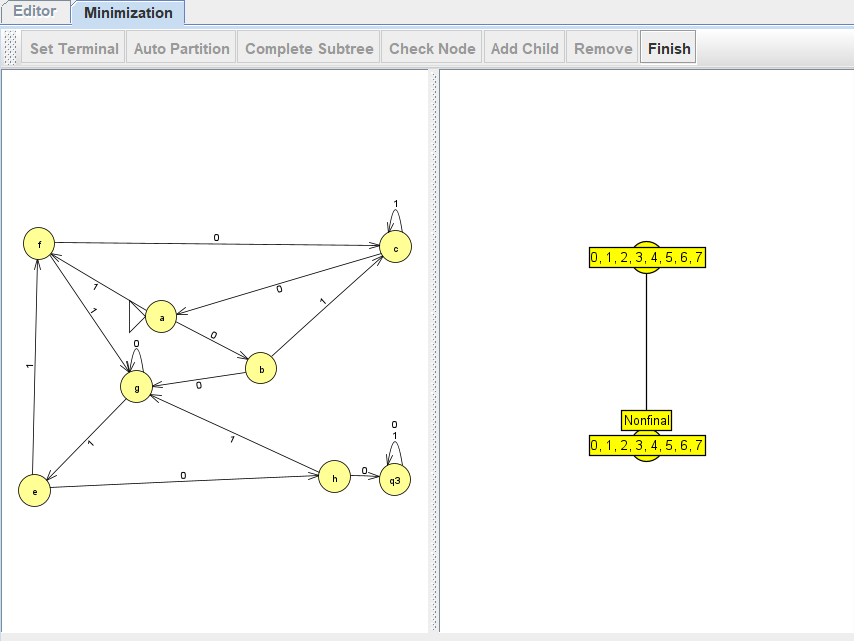 Editor
Minimization
Set Terminal
Auto Partition
Complete Subtree
Check Node
Add Child
Remove
Finish
1
f
0
c
0
1
1
1
a
0
0
b
1
0
g
0
1
1
e
0
1
h
0
q3
0
1
0, 1, 2, 3, 4, 5, 6, 7
Nonfinal
0, 1, 2, 3, 4, 5, 6, 7